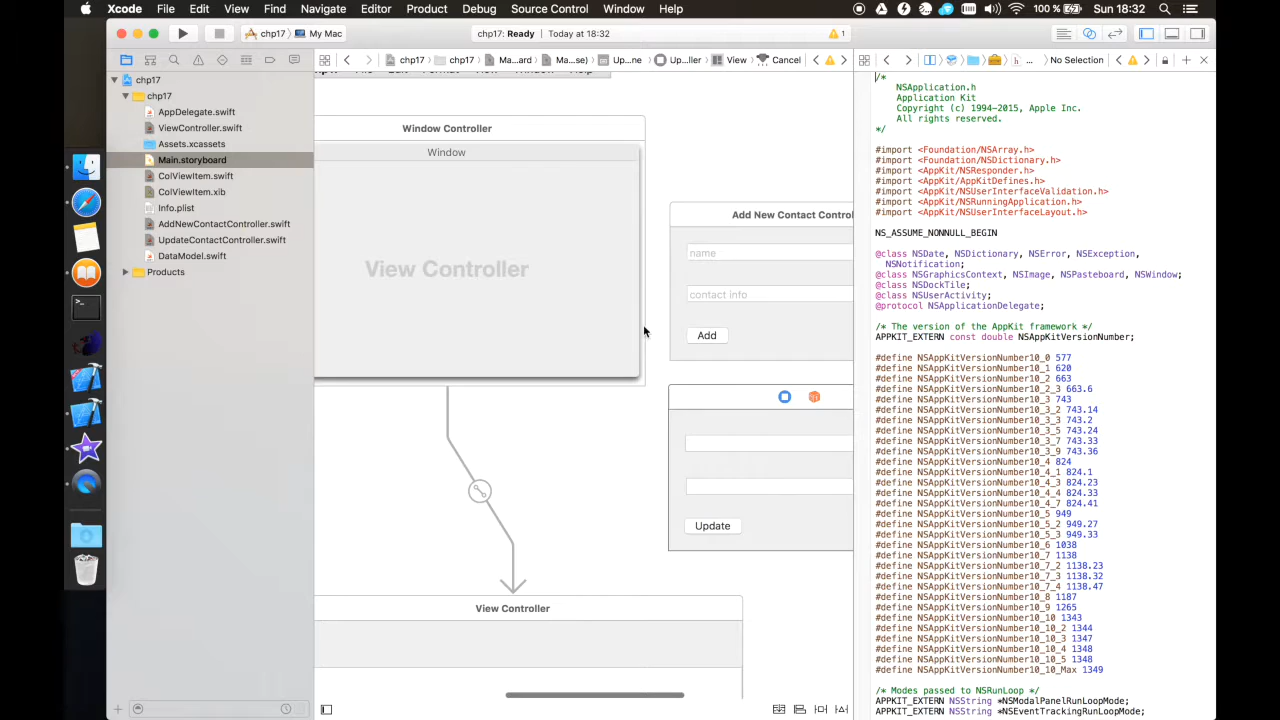 Xcode File Edit View Find Navigate Editor Product Debug Source Control Window Help 100 % Sun 18:32
chp17 My Mac chp17: Ready Today at 18:32 1
chp17 chp17 Ma...ard Ma...se) Up...ne Up...ller View Cancel ... No Selection
chp17
chp17
AppDelegate.swift
ViewController.swift
Assets.xcassets
Main.storyboard
ColViewItem.swift
ColViewItem.xib
Info.plist
AddNewContactController.swift
UpdateContactController.swift
DataModel.swift
Products
Window Controller
Window
View Controller
Add New Contact Contro
name
contact info
Add
Update
View Controller
/*
NSApplication.h
Application Kit
Copyright (c) 1994-2015, Apple Inc.
All rights reserved.
*/
#import <Foundation/NSArray.h>
#import <Foundation/NSDictionary.h>
#import <AppKit/NSResponder.h>
#import <AppKit/AppKitDefines.h>
#import <AppKit/NSUserInterfaceValidation.h>
#import <AppKit/NSRunningApplication.h>
#import <AppKit/NSUserInterfaceLayout.h>
NS_ASSUME_NONNULL_BEGIN
@class NSDate, NSDictionary, NSError, NSException,
NSNotification;
@class NSGraphicsContext, NSImage, NSPasteboard, NSWindow;
@class NSDockTile;
@class NSUserActivity;
@protocol NSApplicationDelegate;
/* The version of the AppKit framework */
APPKIT_EXTERN const double NSAppKitVersionNumber;
#define NSAppKitVersionNumber10_0 577
#define NSAppKitVersionNumber10_1 620
#define NSAppKitVersionNumber10_2 663
#define NSAppKitVersionNumber10_2_3 663.6
#define NSAppKitVersionNumber10_3 743
#define NSAppKitVersionNumber10_3_2 743.14
#define NSAppKitVersionNumber10_3_3 743.2
#define NSAppKitVersionNumber10_3_5 743.24
#define NSAppKitVersionNumber10_3_7 743.33
#define NSAppKitVersionNumber10_3_9 743.36
#define NSAppKitVersionNumber10_4 824
#define NSAppKitVersionNumber10_4_1 824.1
#define NSAppKitVersionNumber10_4_3 824.23
#define NSAppKitVersionNumber10_4_4 824.33
#define NSAppKitVersionNumber10_4_7 824.41
#define NSAppKitVersionNumber10_5 949
#define NSAppKitVersionNumber10_5_2 949.27
#define NSAppKitVersionNumber10_5_3 949.33
#define NSAppKitVersionNumber10_6 1038
#define NSAppKitVersionNumber10_7 1138
#define NSAppKitVersionNumber10_7_2 1138.23
#define NSAppKitVersionNumber10_7_3 1138.32
#define NSAppKitVersionNumber10_7_4 1138.47
#define NSAppKitVersionNumber10_8 1187
#define NSAppKitVersionNumber10_9 1265
#define NSAppKitVersionNumber10_10 1343
#define NSAppKitVersionNumber10_10_2 1344
#define NSAppKitVersionNumber10_10_3 1347
#define NSAppKitVersionNumber10_10_4 1348
#define NSAppKitVersionNumber10_10_5 1348
#define NSAppKitVersionNumber10_10_Max 1349
/* Modes passed to NSRunLoop */
APPKIT_EXTERN NSString *NSModalPanelRunLoopMode;
APPKIT_EXTERN NSString *NSEventTrackingRunLoopMode;